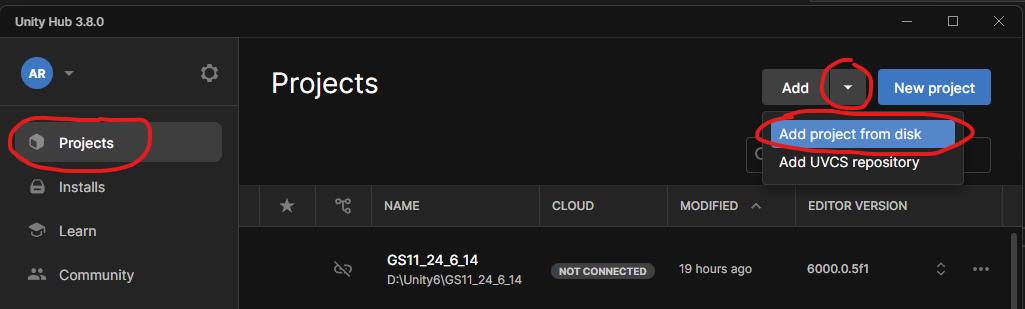 Unity Hub 3.8.0
AR
Projects
Installs
Learn
Community
Projects
Add
New project
Add project from disk
Add UVCS repository
NAME CLOUD MODIFIED EDITOR VERSION
GS11_24_6_14 NOT CONNECTED 19 hours ago 6000.0.5f1
D:\Unity6\GS11_24_6_14